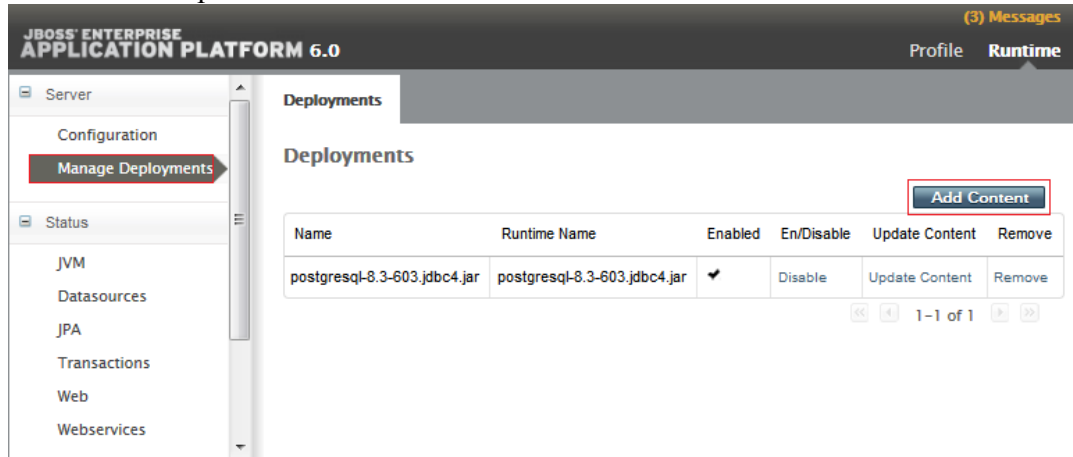 (3) Messages
JBOSS' ENTERPRISE
APPLICATION PLATFORM 6.0
Profile Runtime
Server
Configuration
Manage Deployments
Status
JVM
Datasources
JPA
Transactions
Web
Webservices
Deployments
Deployments
Add Content
Name Runtime Name Enabled En/Disable Update Content Remove
postgresql-8.3-603.jdbc4.jar postgresql-8.3-603.jdbc4.jar Disable Update Content Remove
1-1 of 1